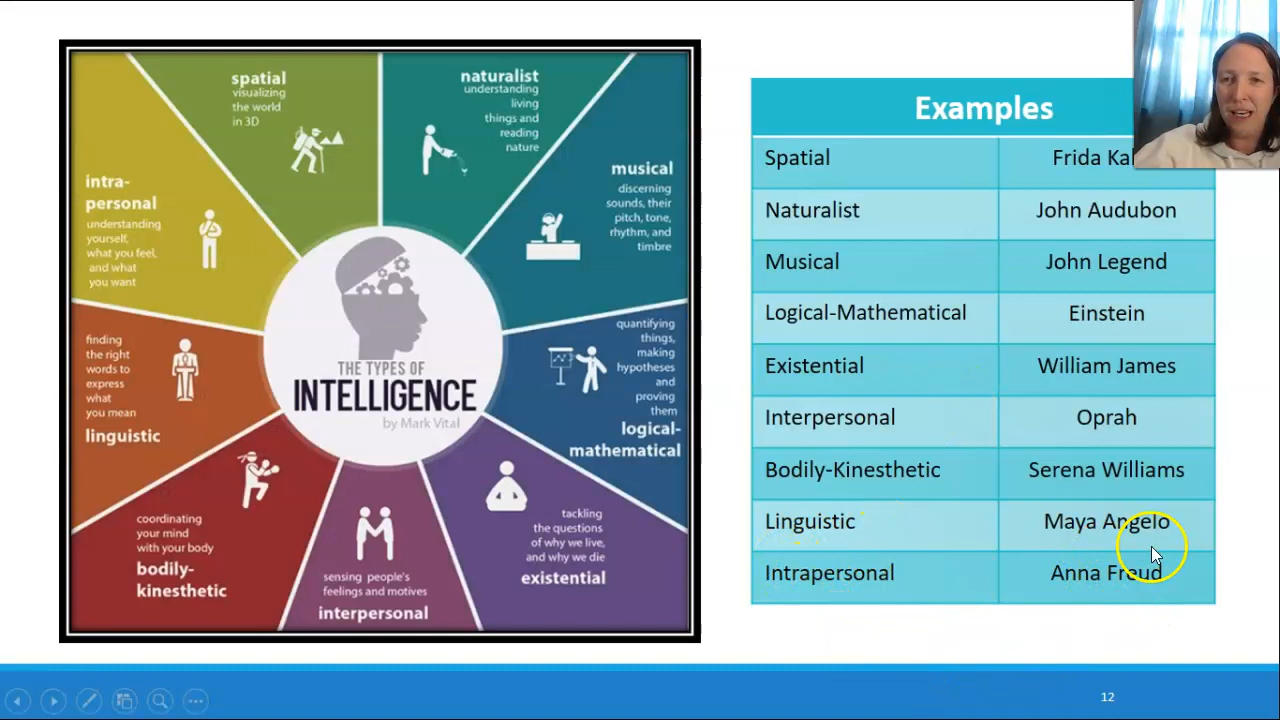 spatial
visualizing
the world
in 3D
naturalist
understanding
living
things and
reading
nature
musical
discerning
sounds, their
pitch, tone,
rhythm, and
timbre
intra-
personal
understanding
yourself,
what you feel,
and what
you want
finding
the right
words to
express
what
you mean
linguistic
THE TYPES OF
INTELLIGENCE
by Mark Vital
quantifying
things,
making
hypotheses
and
proving
them
logical-
mathematical
coordinating
your mind
with your body
bodily-
kinesthetic
sensing people's
feelings and motives
interpersonal
tackling
the questions
of why we live,
and why we die
existential
Examples
Spatial Frida
Naturalist John Audubon
Musical John Legend
Logical-Mathematical Einstein
Existential William James
Interpersonal Oprah
Bodily-Kinesthetic Serena Williams
Linguistic Maya Angelo
Intrapersonal Anna Freud
12